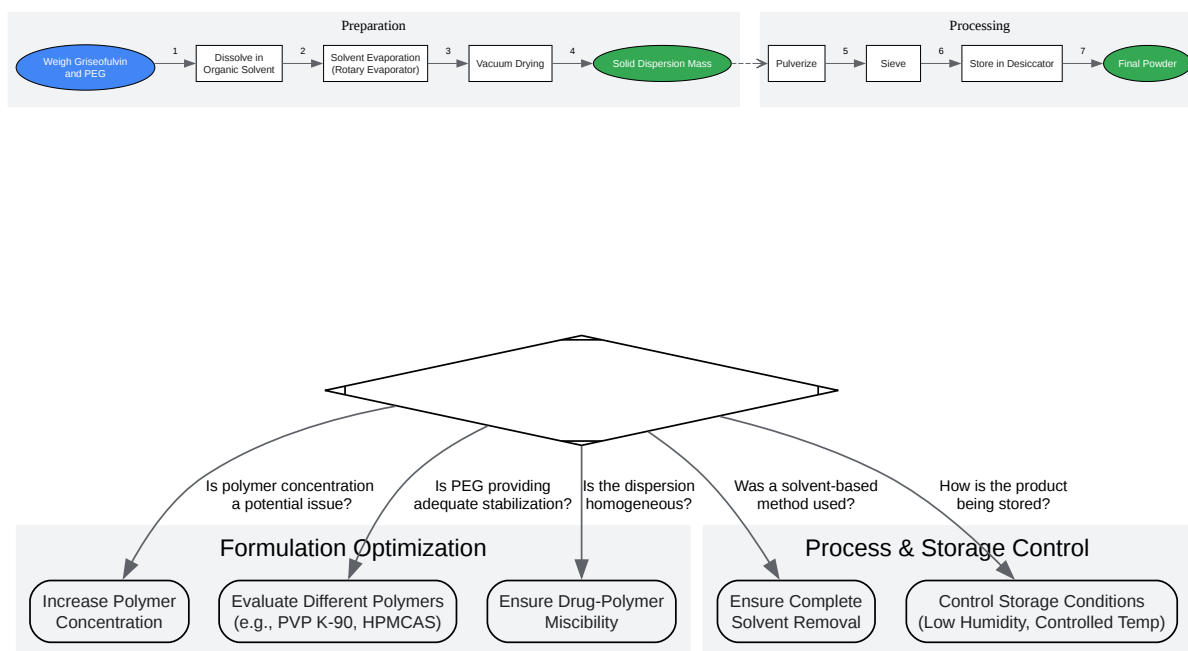 Preparation
Processing
Weigh Griseofulvin
and PEG
1
Dissolve in
Organic Solvent
2
Solvent Evaporation
(Rotary Evaporator)
3
Vacuum Drying
4
Solid Dispersion Mass
Pulverize
5
Sieve
6
Store in Desiccator
7
Final Powder
Is polymer concentration
a potential issue?
Is PEG providing
adequate stabilization?
Is the dispersion
homogeneous?
Was a solvent-based
method used?
How is the product
being stored?
Formulation Optimization
Process & Storage Control
Increase Polymer
Concentration
Evaluate Different Polymers
(e.g., PVP K-90, HPMCAS)
Ensure Drug-Polymer
Miscibility
Ensure Complete
Solvent Removal
Control Storage Conditions
(Low Humidity, Controlled Temp)